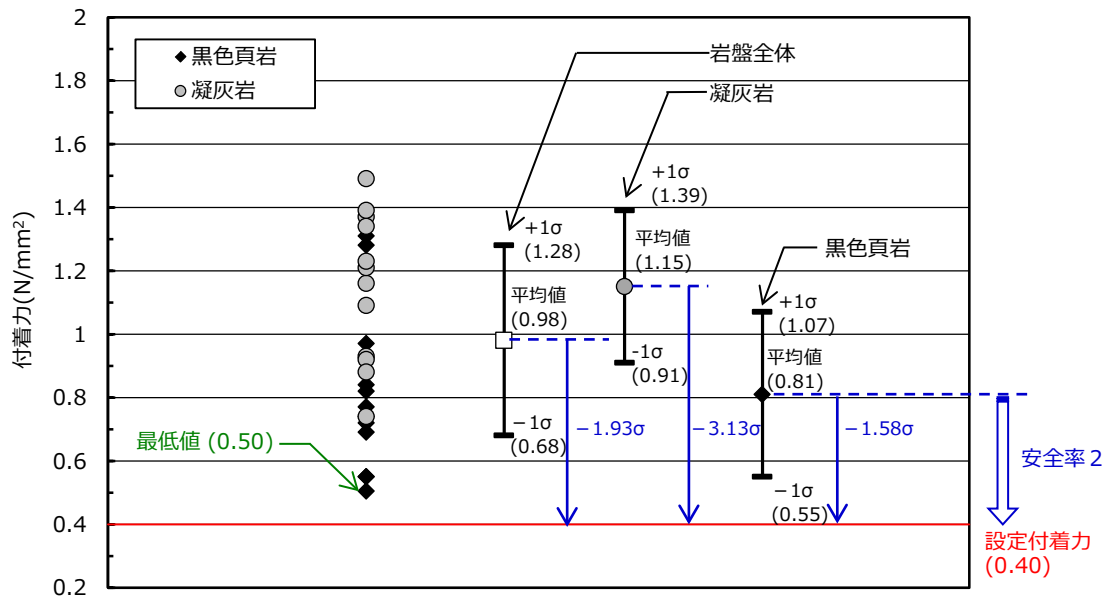 2
1.8
1.6
1.4
1.2
1
0.8
0.6
0.4
0.2
付着力(N/mm²)
黒色頁岩
凝灰岩
岩盤全体
凝灰岩
黒色頁岩
+1σ
(1.28)
平均値
(0.98)
−1σ
(0.68)
+1σ
(1.39)
平均値
(1.15)
-1σ
(0.91)
+1σ
(1.07)
平均値
(0.81)
−1σ
(0.55)
−1.93σ
−3.13σ
−1.58σ
最低値 (0.50)
安全率２
設定付着力
(0.40)